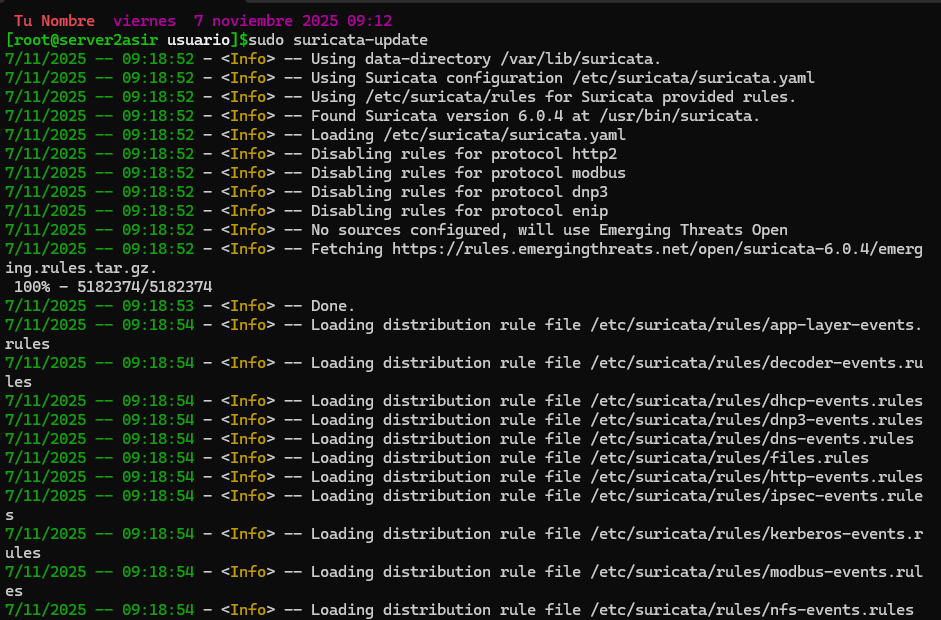 Tu Nombre  viernes  7 noviembre 2025 09:12
[root@server2asir usuario]$sudo suricata-update
7/11/2025 -- 09:18:52 - <Info> -- Using data-directory /var/lib/suricata.
7/11/2025 -- 09:18:52 - <Info> -- Using Suricata configuration /etc/suricata/suricata.yaml
7/11/2025 -- 09:18:52 - <Info> -- Using /etc/suricata/rules for Suricata provided rules.
7/11/2025 -- 09:18:52 - <Info> -- Found Suricata version 6.0.4 at /usr/bin/suricata.
7/11/2025 -- 09:18:52 - <Info> -- Loading /etc/suricata/suricata.yaml
7/11/2025 -- 09:18:52 - <Info> -- Disabling rules for protocol http2
7/11/2025 -- 09:18:52 - <Info> -- Disabling rules for protocol modbus
7/11/2025 -- 09:18:52 - <Info> -- Disabling rules for protocol dnp3
7/11/2025 -- 09:18:52 - <Info> -- Disabling rules for protocol enip
7/11/2025 -- 09:18:52 - <Info> -- No sources configured, will use Emerging Threats Open
7/11/2025 -- 09:18:52 - <Info> -- Fetching https://rules.emergingthreats.net/open/suricata-6.0.4/emerg
ing.rules.tar.gz.
100% - 5182374/5182374
7/11/2025 -- 09:18:53 - <Info> -- Done.
7/11/2025 -- 09:18:54 - <Info> -- Loading distribution rule file /etc/suricata/rules/app-layer-events.
rules
7/11/2025 -- 09:18:54 - <Info> -- Loading distribution rule file /etc/suricata/rules/decoder-events.ru
les
7/11/2025 -- 09:18:54 - <Info> -- Loading distribution rule file /etc/suricata/rules/dhcp-events.rules
7/11/2025 -- 09:18:54 - <Info> -- Loading distribution rule file /etc/suricata/rules/dnp3-events.rules
7/11/2025 -- 09:18:54 - <Info> -- Loading distribution rule file /etc/suricata/rules/dns-events.rules
7/11/2025 -- 09:18:54 - <Info> -- Loading distribution rule file /etc/suricata/rules/files.rules
7/11/2025 -- 09:18:54 - <Info> -- Loading distribution rule file /etc/suricata/rules/http-events.rules
7/11/2025 -- 09:18:54 - <Info> -- Loading distribution rule file /etc/suricata/rules/ipsec-events.rule
s
7/11/2025 -- 09:18:54 - <Info> -- Loading distribution rule file /etc/suricata/rules/kerberos-events.r
ules
7/11/2025 -- 09:18:54 - <Info> -- Loading distribution rule file /etc/suricata/rules/modbus-events.rul
es
7/11/2025 -- 09:18:54 - <Info> -- Loading distribution rule file /etc/suricata/rules/nfs-events.rules